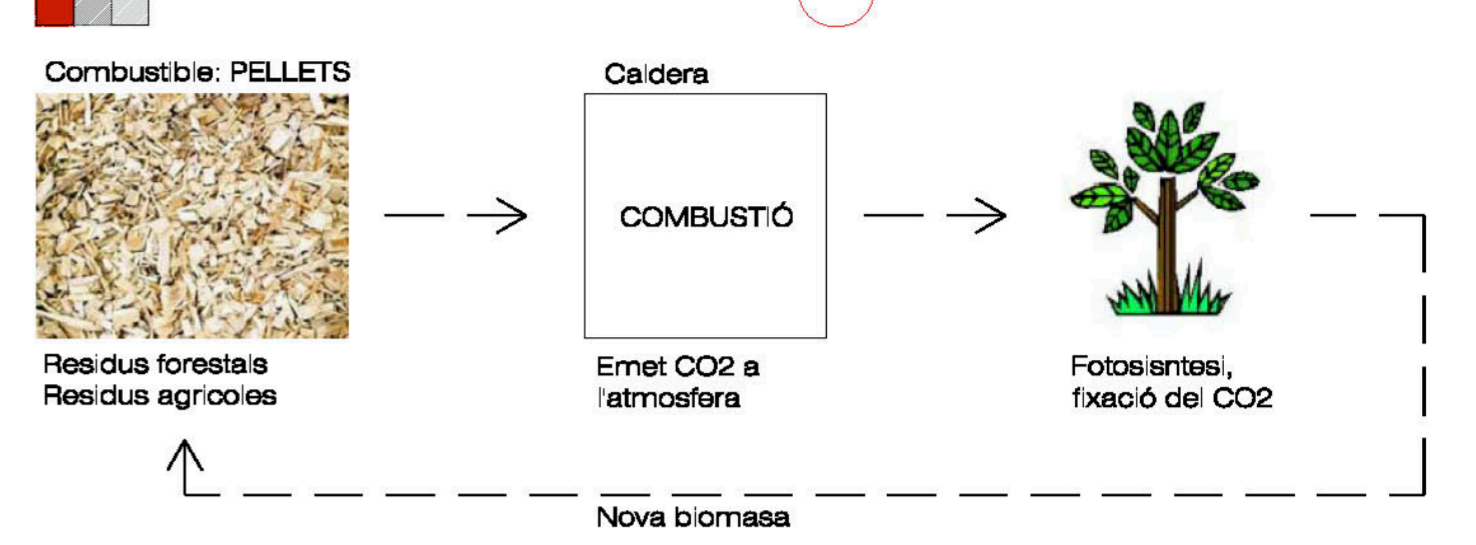 Combustible: PELLETS
Caldera
COMBUSTIÓ
Residus forestals
Residus agricoles
Emet CO2 a
l'atmosfera
Fotosisntesi,
fixació del CO2
Nova biomasa